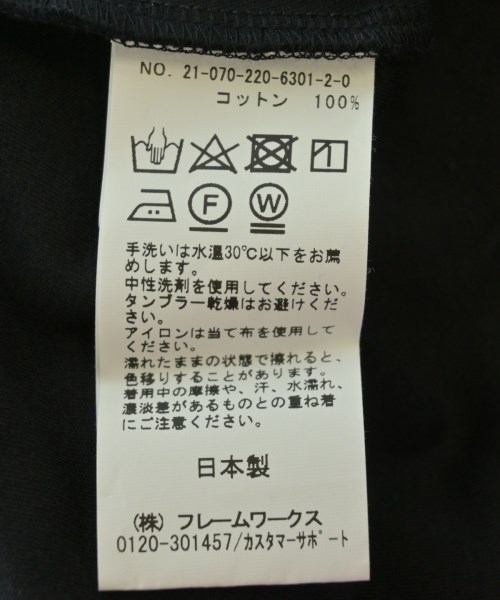 NO. 21-070-220-6301-2-0
コットン 100%
F W
手洗いは水温30℃以下をお薦
めします。
中性洗剤を使用してください。
タンブラー乾燥はお避けくだ
さい。
アイロンは当て布を使用して
ください。
濡れたままの状態で擦れると、
色移りすることがあります。
着用中の摩擦や、汗、水濡れ、
濃淡差があるものとの重ね着
にご注意ください。
日本製
(株) フレームワークス
0120-301457/カスタマーサポート